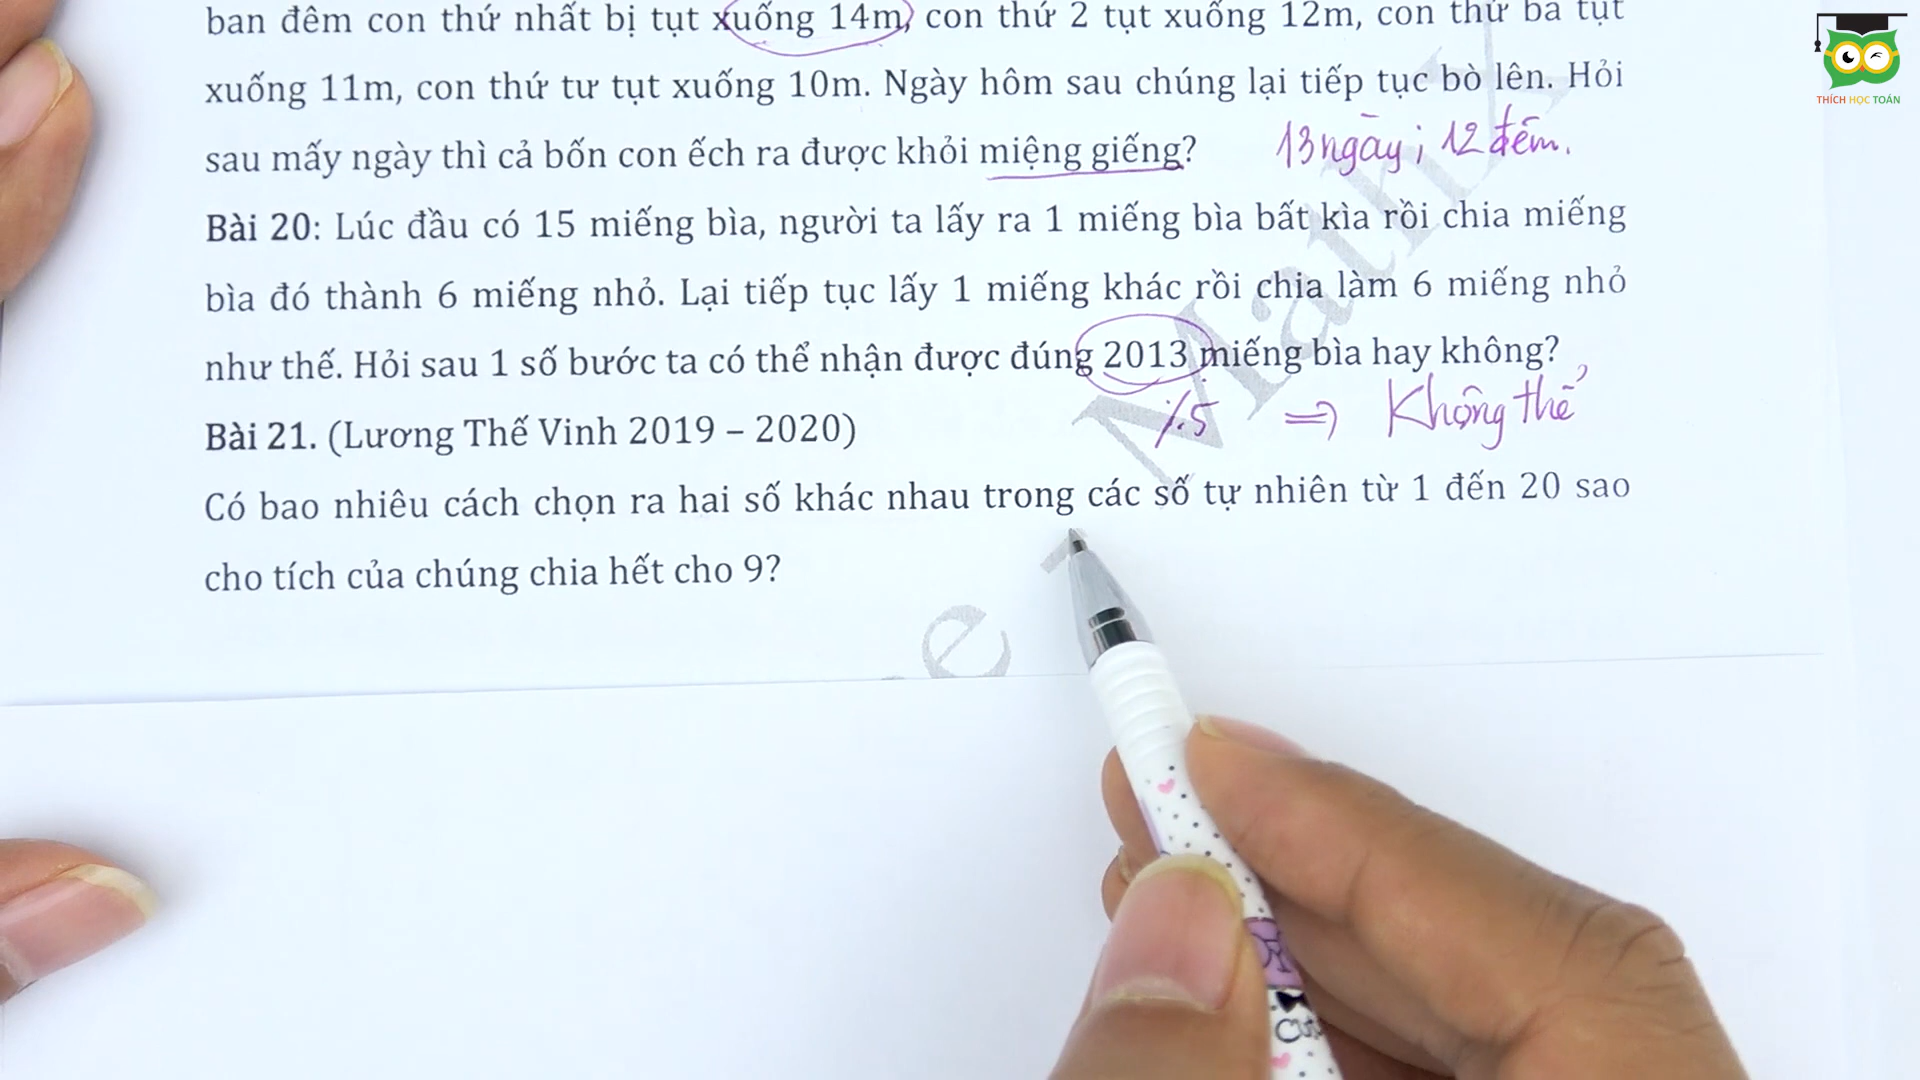 ban đêm con thứ nhất bị tụt xuống 14m, con thứ 2 tụt xuống 12m, con thứ ba tụt
xuống 11m, con thứ tư tụt xuống 10m. Ngày hôm sau chúng lại tiếp tục bò lên. Hỏi
sau mấy ngày thì cả bốn con ếch ra được khỏi miệng giếng?
13 ngày; 12 đêm.
Bài 20: Lúc đầu có 15 miếng bìa, người ta lấy ra 1 miếng bìa bất kìa rồi chia miếng
bìa đó thành 6 miếng nhỏ. Lại tiếp tục lấy 1 miếng khác rồi chia làm 6 miếng nhỏ
như thế. Hỏi sau 1 số bước ta có thể nhận được đúng 2013 miếng bìa hay không?
⋮̸ 5 ⇒ Không thể
Bài 21. (Lương Thế Vinh 2019 – 2020)
Có bao nhiêu cách chọn ra hai số khác nhau trong các số tự nhiên từ 1 đến 20 sao
cho tích của chúng chia hết cho 9?
THÍCH HỌC TOÁN
MathX
Cut